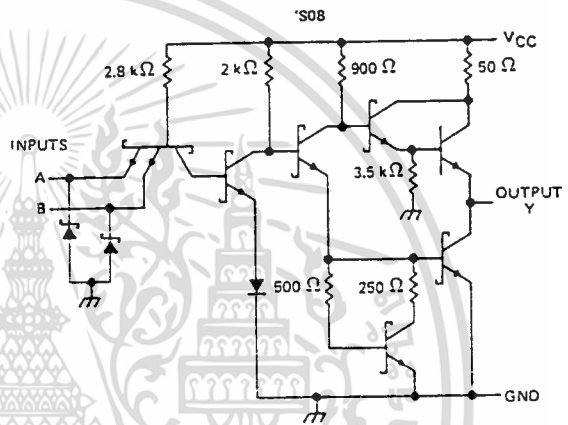 'S08
VCC
2.8 kΩ
2 kΩ
900 Ω
50 Ω
INPUTS
A
B
3.5 kΩ
OUTPUT
Y
500 Ω
250 Ω
GND